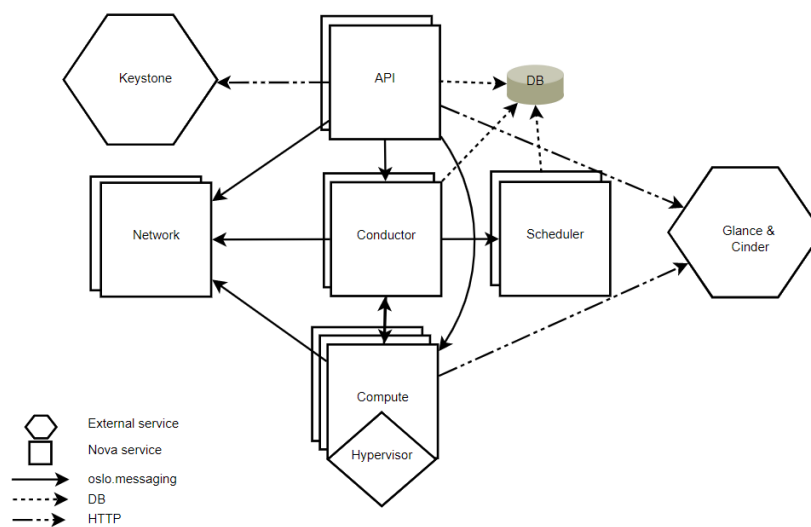 Keystone
API
DB
Network
Conductor
Scheduler
Glance &
Cinder
Compute
Hypervisor
External service
Nova service
oslo.messaging
DB
HTTP